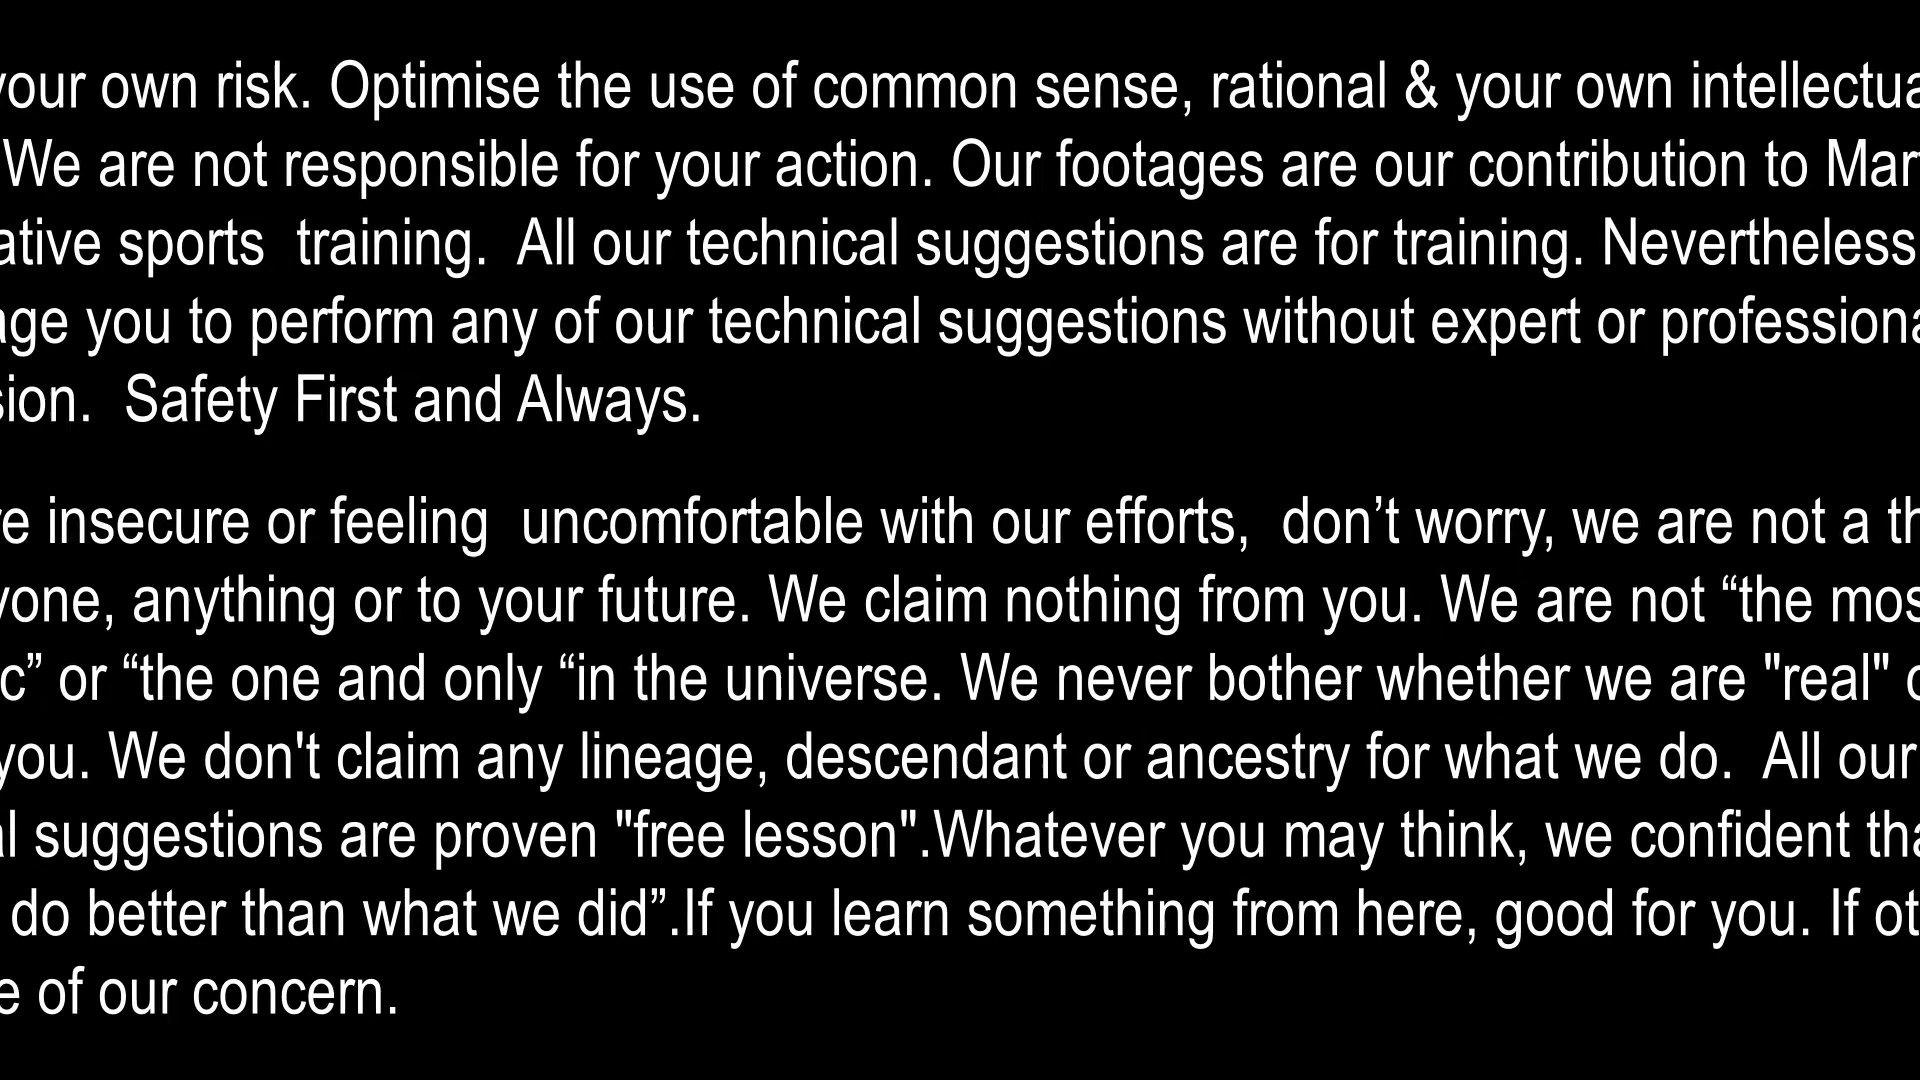 your own risk. Optimise the use of common sense, rational & your own intellectua
We are not responsible for your action. Our footages are our contribution to Mar
ative sports  training.  All our technical suggestions are for training. Nevertheless
age you to perform any of our technical suggestions without expert or professiona
sion.  Safety First and Always.
re insecure or feeling  uncomfortable with our efforts,  don’t worry, we are not a th
yone, anything or to your future. We claim nothing from you. We are not “the mos
c” or “the one and only “in the universe. We never bother whether we are "real" o
you. We don't claim any lineage, descendant or ancestry for what we do.  All our
al suggestions are proven "free lesson".Whatever you may think, we confident tha
do better than what we did”.If you learn something from here, good for you. If ot
e of our concern.